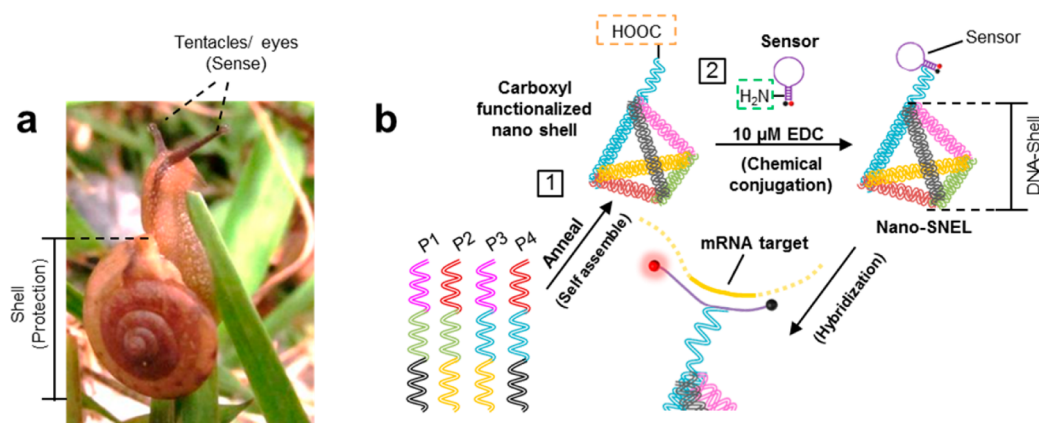 a
Tentacles/ eyes
(Sense)
Shell
(Protection)
b
HOOC
Carboxyl
functionalized
nano shell
1
2
Sensor
H₂N
10 µM EDC
(Chemical
conjugation)
Sensor
DNA-Shell
Nano-SNEL
Anneal
(Self assemble)
P1 P2 P3 P4
mRNA target
(Hybridization)